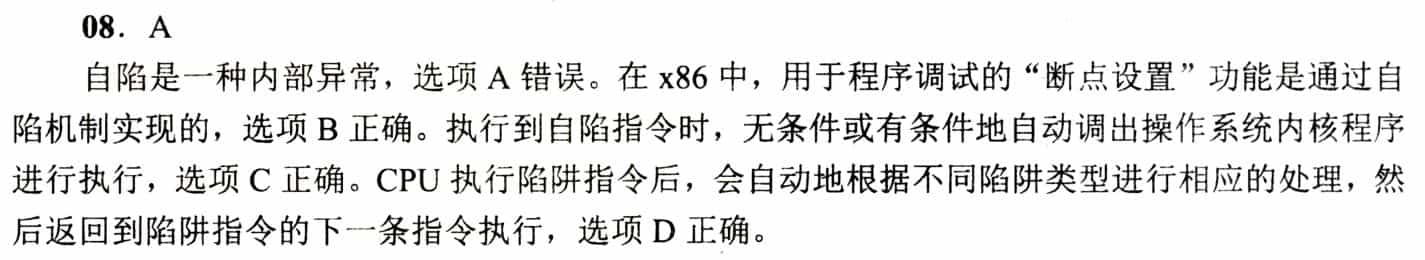 08．A
自陷是一种内部异常，选项 A 错误。在 x86 中，用于程序调试的“断点设置”功能是通过自
陷机制实现的，选项 B 正确。执行到自陷指令时，无条件或有条件地自动调出操作系统内核程序
进行执行，选项 C 正确。CPU 执行陷阱指令后，会自动地根据不同陷阱类型进行相应的处理，然
后返回到陷阱指令的下一条指令执行，选项 D 正确。